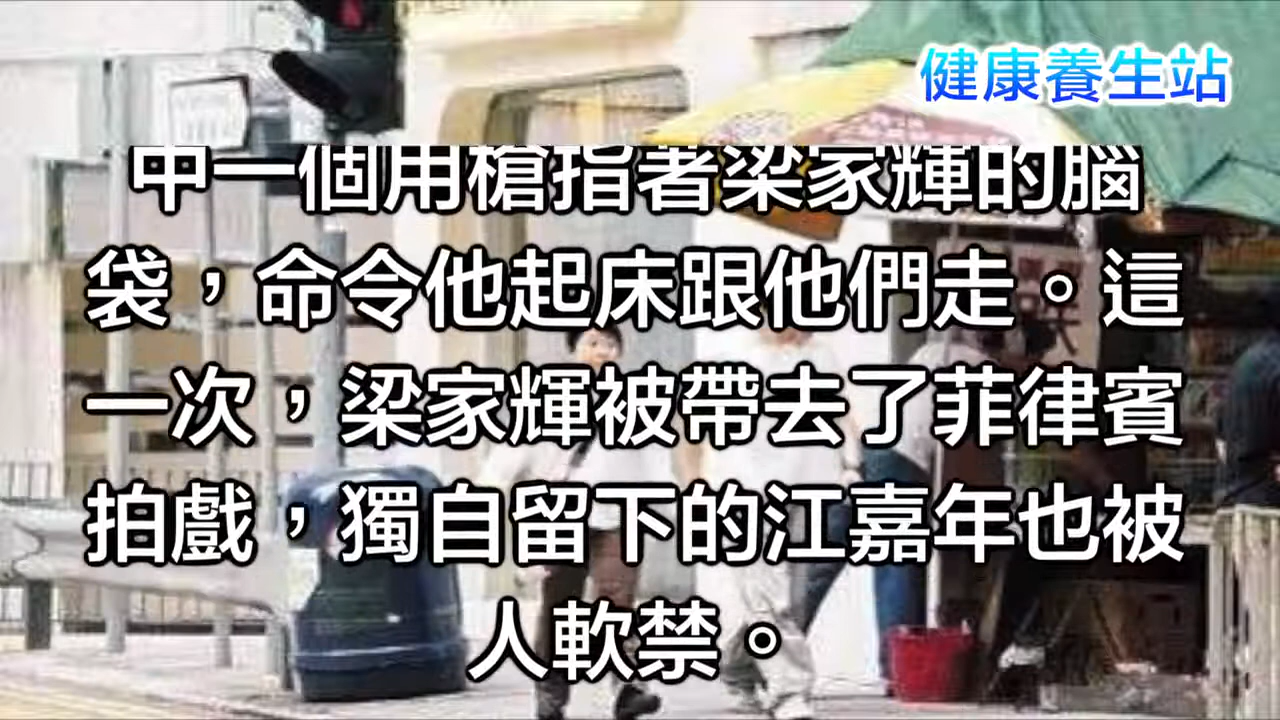 健康養生站
中一個用槍指著梁家輝的腦
袋，命令他起床跟他們走。這
一次，梁家輝被帶去了菲律賓
拍戲，獨自留下的江嘉年也被
人軟禁。